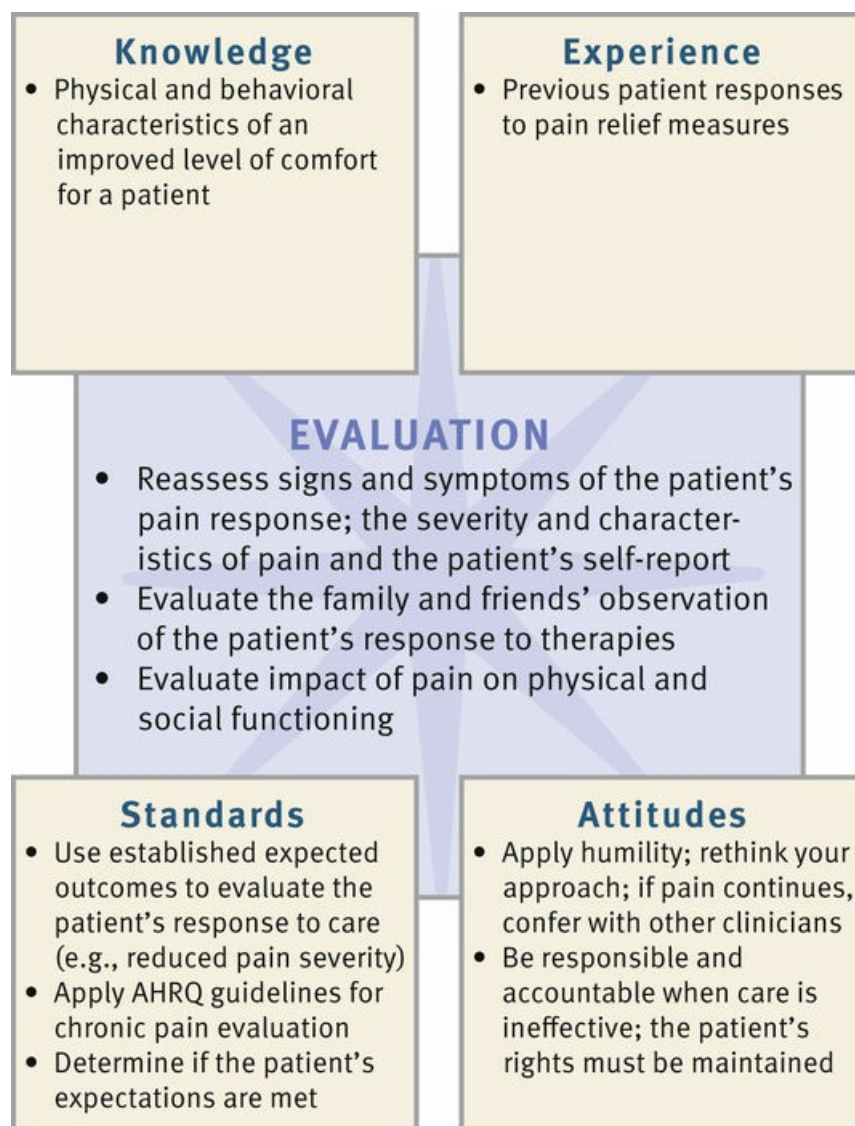 Knowledge
• Physical and behavioral
characteristics of an
improved level of comfort
for a patient
Experience
• Previous patient responses
to pain relief measures
EVALUATION
• Reassess signs and symptoms of the patient's
pain response; the severity and character-
istics of pain and the patient's self-report
• Evaluate the family and friends' observation
of the patient's response to therapies
• Evaluate impact of pain on physical and
social functioning
Standards
• Use established expected
outcomes to evaluate the
patient's response to care
(e.g., reduced pain severity)
• Apply AHRQ guidelines for
chronic pain evaluation
• Determine if the patient's
expectations are met
Attitudes
• Apply humility; rethink your
approach; if pain continues,
confer with other clinicians
• Be responsible and
accountable when care is
ineffective; the patient's
rights must be maintained